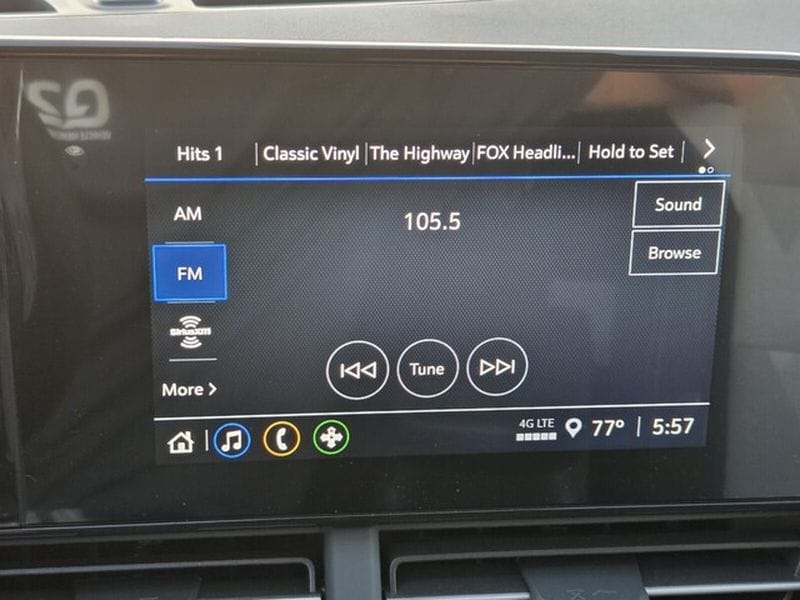 Hits 1
Classic Vinyl
The Highway
FOX Headli...
Hold to Set
AM
105.5
Sound
FM
Browse
SiriusXM
Tune
More
4G LTE
77°
5:57